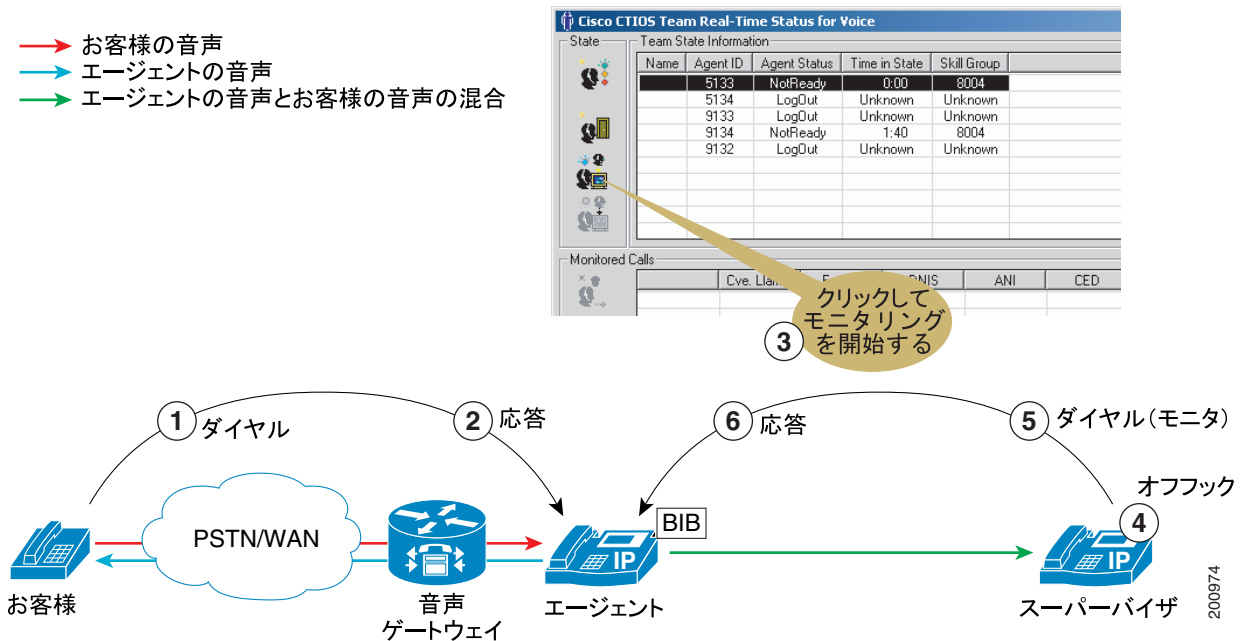 お客様の音声
エージェントの音声
エージェントの音声とお客様の音声の混合
Cisco CTIOS Team Real-Time Status for Voice
State
Team State Information
Name Agent ID Agent Status Time in State Skill Group
5133 NotReady 0:00 8004
5134 LogOut Unknown Unknown
9133 LogOut Unknown Unknown
9134 NotReady 1:40 8004
9132 LogOut Unknown Unknown
Monitored Calls
Cve. DNIS ANI CED
3
クリックして
モニタリング
を開始する
1 ダイヤル
2 応答
6 応答
5 ダイヤル（モニタ）
オフフック
4
PSTN/WAN
BIB
IP
IP
お客様
音声
ゲートウェイ
エージェント
スーパーバイザ
200974